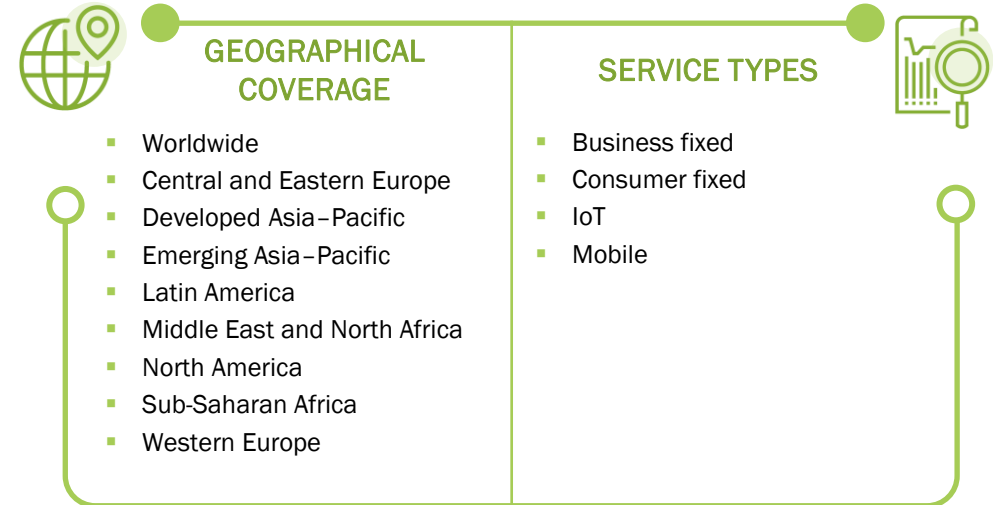 GEOGRAPHICAL
COVERAGE
▪ Worldwide
▪ Central and Eastern Europe
▪ Developed Asia–Pacific
▪ Emerging Asia–Pacific
▪ Latin America
▪ Middle East and North Africa
▪ North America
▪ Sub-Saharan Africa
▪ Western Europe
SERVICE TYPES
▪ Business fixed
▪ Consumer fixed
▪ IoT
▪ Mobile